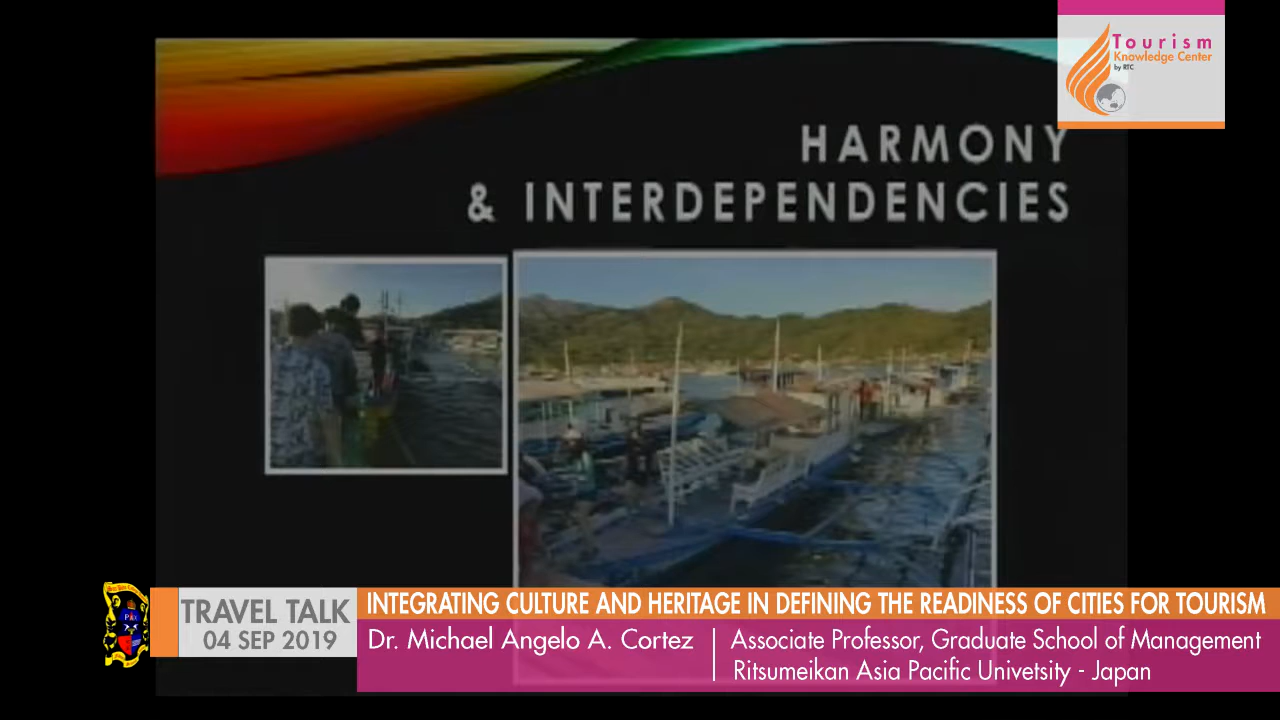 Tourism
Knowledge Center
by RTC
HARMONY
& INTERDEPENDENCIES
TRAVEL TALK
04 SEP 2019
INTEGRATING CULTURE AND HERITAGE IN DEFINING THE READINESS OF CITIES FOR TOURISM
Dr. Michael Angelo A. Cortez
Associate Professor, Graduate School of Management
Ritsumeikan Asia Pacific Univetsity - Japan